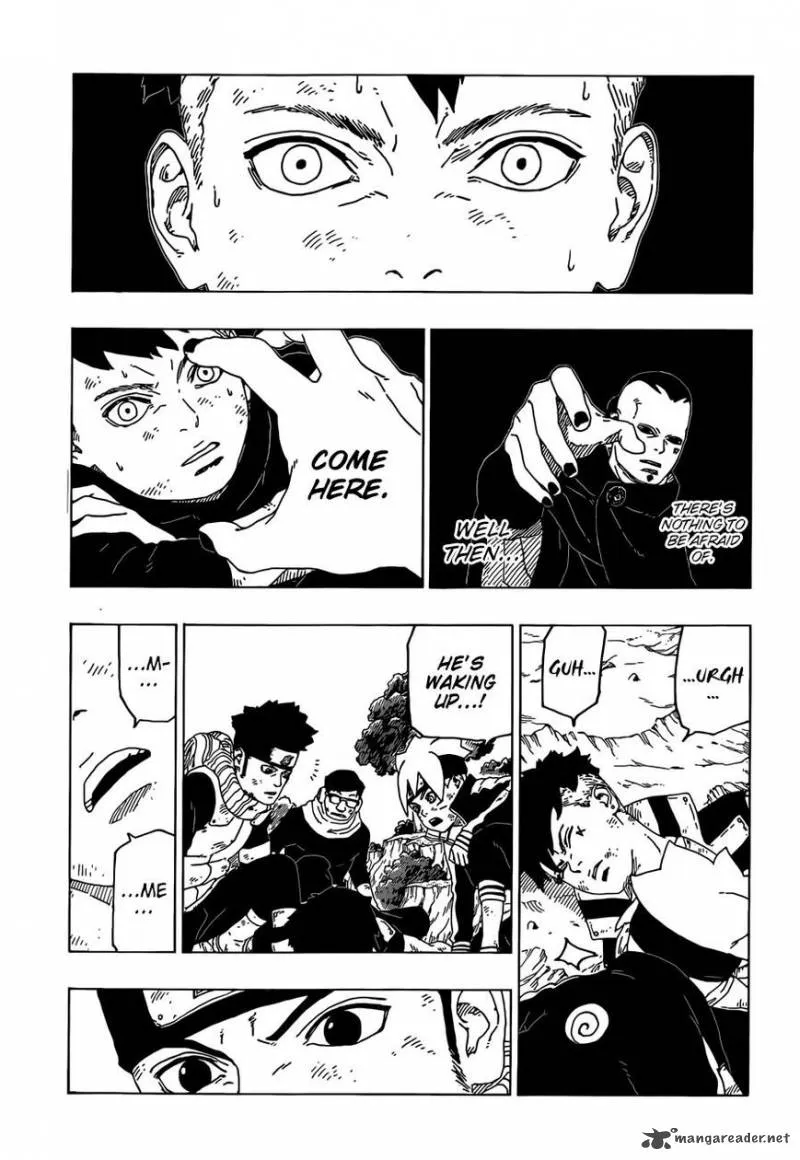 THERE'S
NOTHING TO
BE AFRAID
OF.
WELL
THEN...
COME
HERE.
...URGH
...
GUH...
HE'S
WAKING
UP...!
...M-
...
...ME
...
mangareader.net